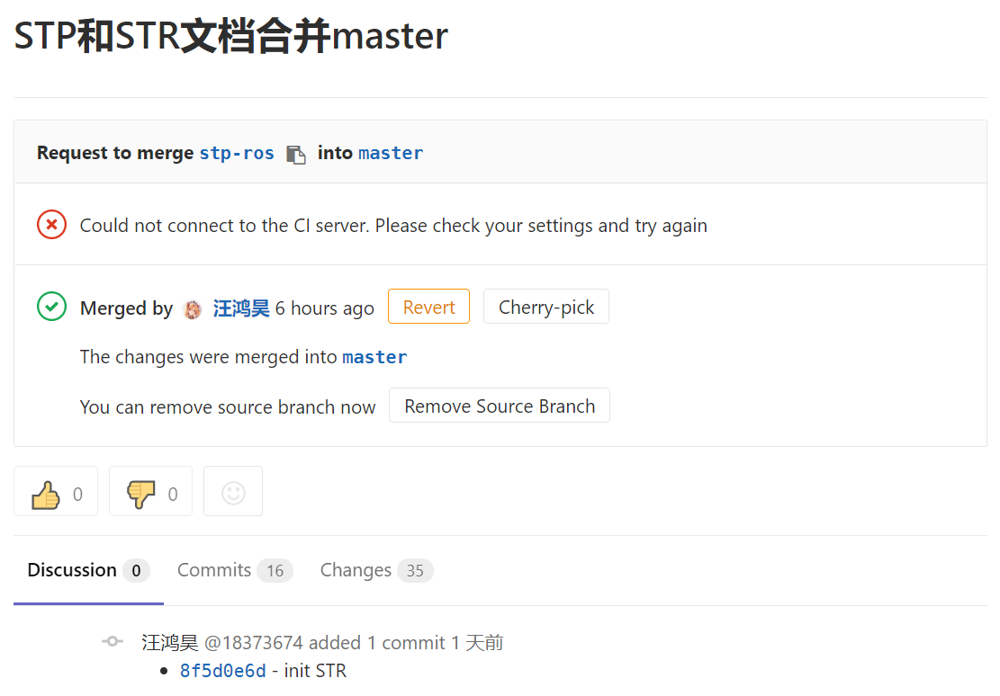 STP和STR文档合并master
Request to merge stp-ros into master
Could not connect to the CI server. Please check your settings and try again
Merged by 汪鸿昊 6 hours ago Revert Cherry-pick
The changes were merged into master
You can remove source branch now Remove Source Branch
0 0
Discussion 0 Commits 16 Changes 35
汪鸿昊 @18373674 added 1 commit 1 天前
8f5d0e6d - init STR